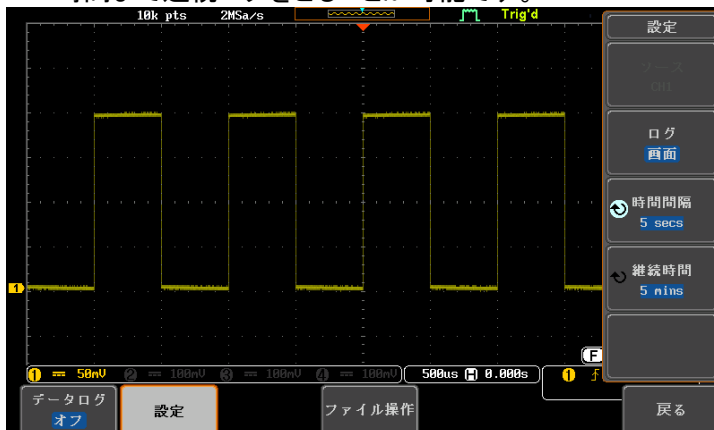 10k pts 2MSa/s Trig'd
設定
ソース
CH1
ログ
画面
時間間隔
5 secs
継続時間
5 mins
1
F
1 50mV 2 100mV 3 100mV 4 100mV 500us H 0.000s 1
データログ
オフ
設定
ファイル操作
戻る